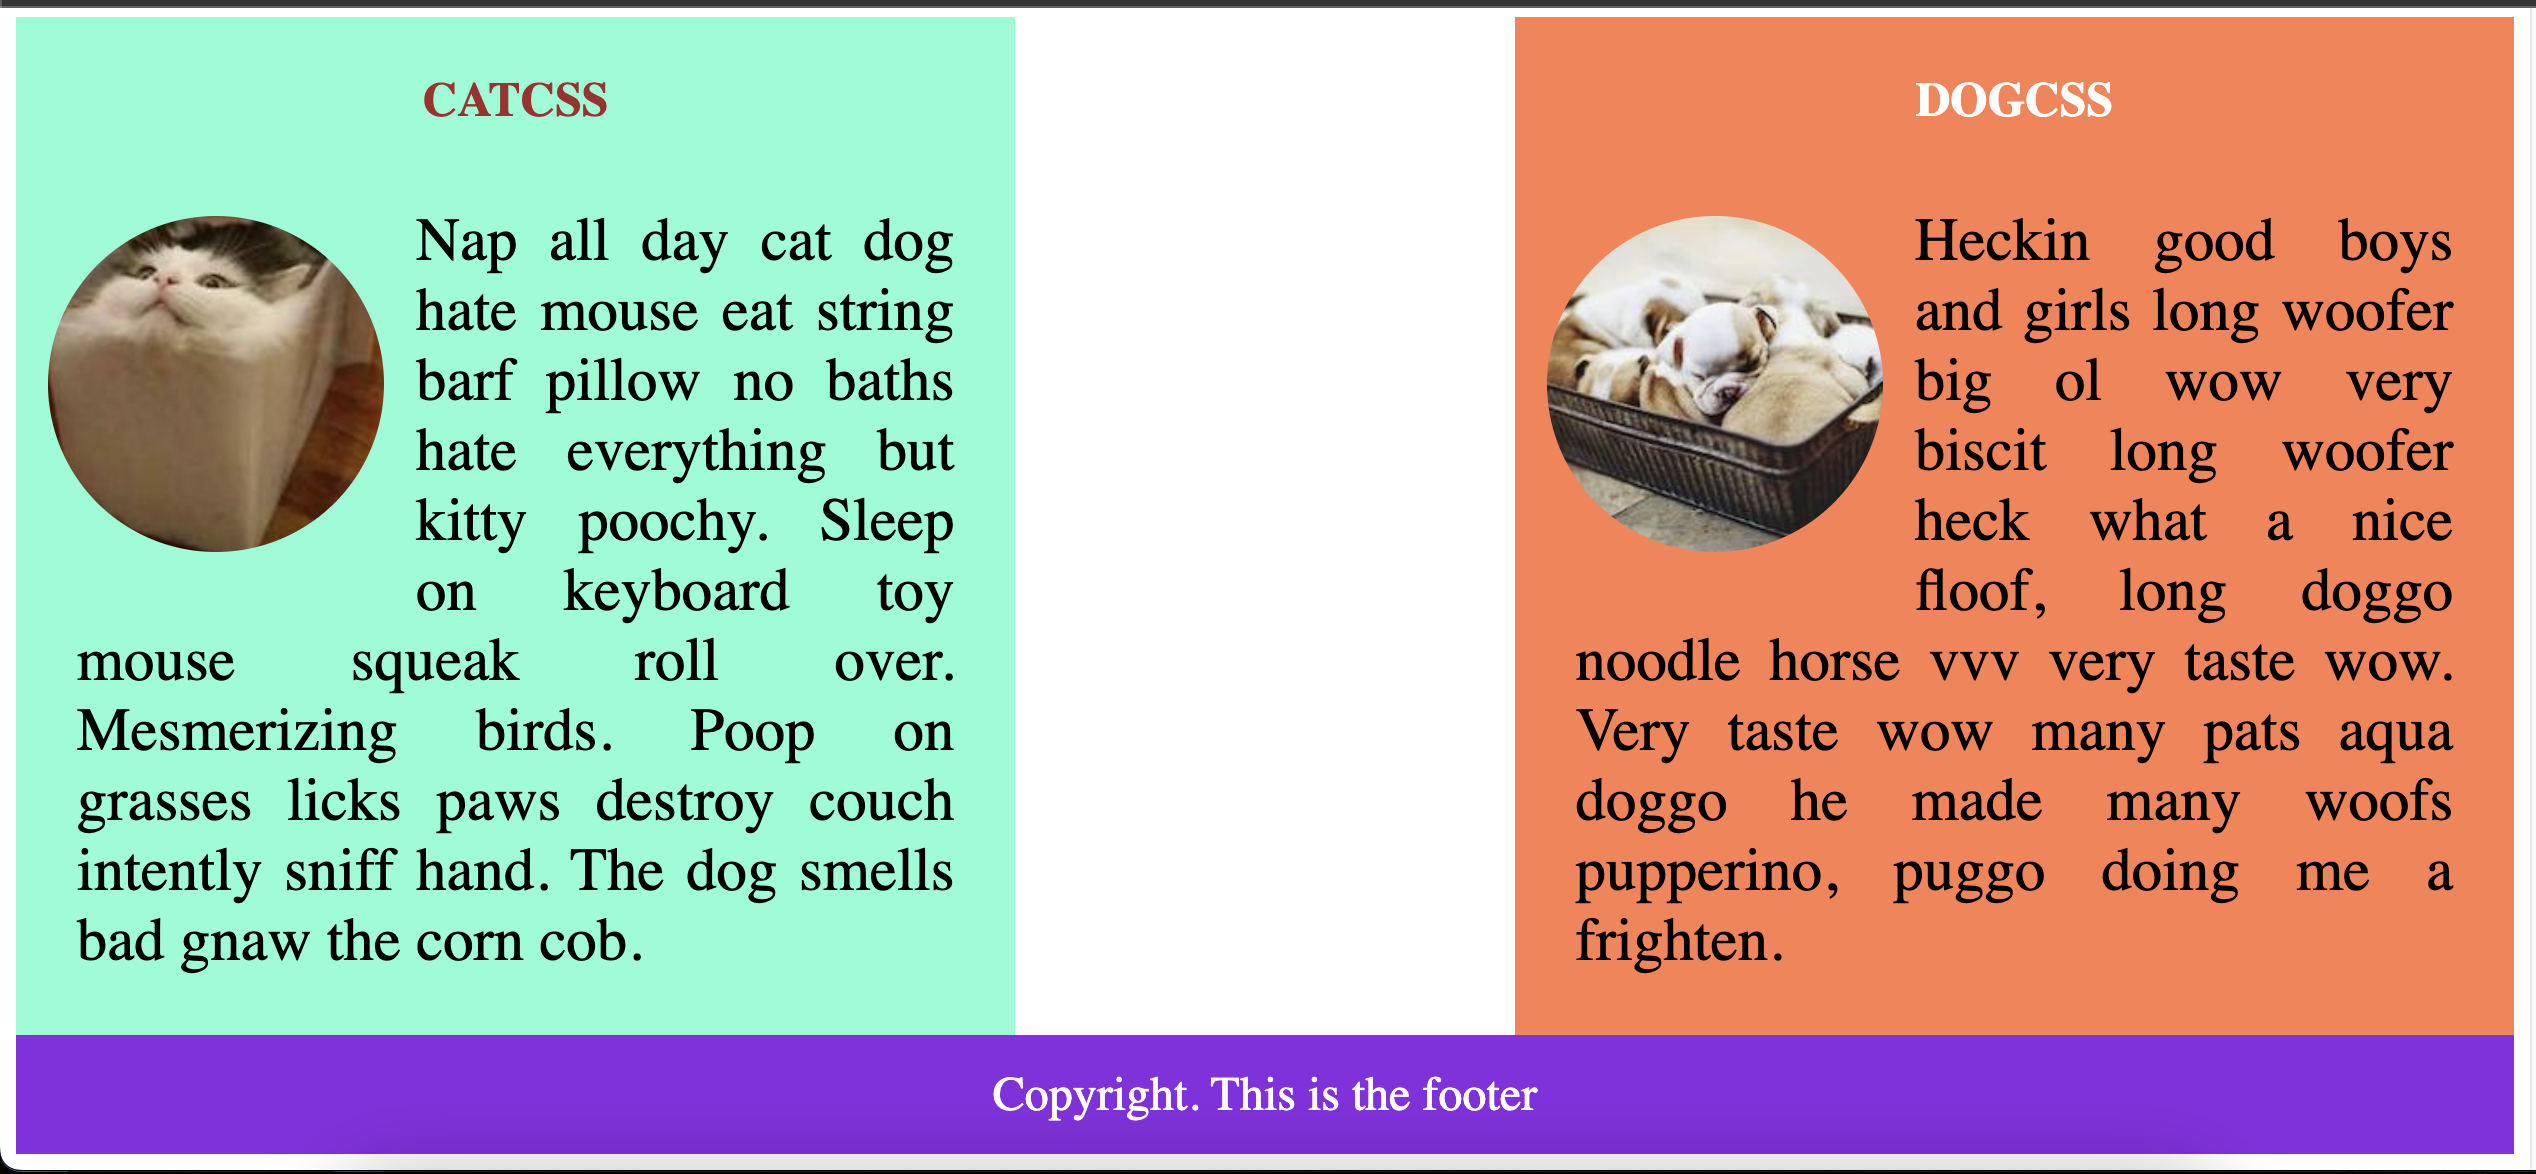 CATCSS
Nap all day cat dog
hate mouse eat string
barf pillow no baths
hate everything but
kitty poochy. Sleep
on keyboard toy
mouse squeak roll over.
Mesmerizing birds. Poop on
grasses licks paws destroy couch
intently sniff hand. The dog smells
bad gnaw the corn cob.
DOGCSS
Heckin good boys
and girls long woofer
big ol wow very
biscit long woofer
heck what a nice
floof, long doggo
noodle horse vvv very taste wow.
Very taste wow many pats aqua
doggo he made many woofs
pupperino, puggo doing me a
frighten.
Copyright. This is the footer